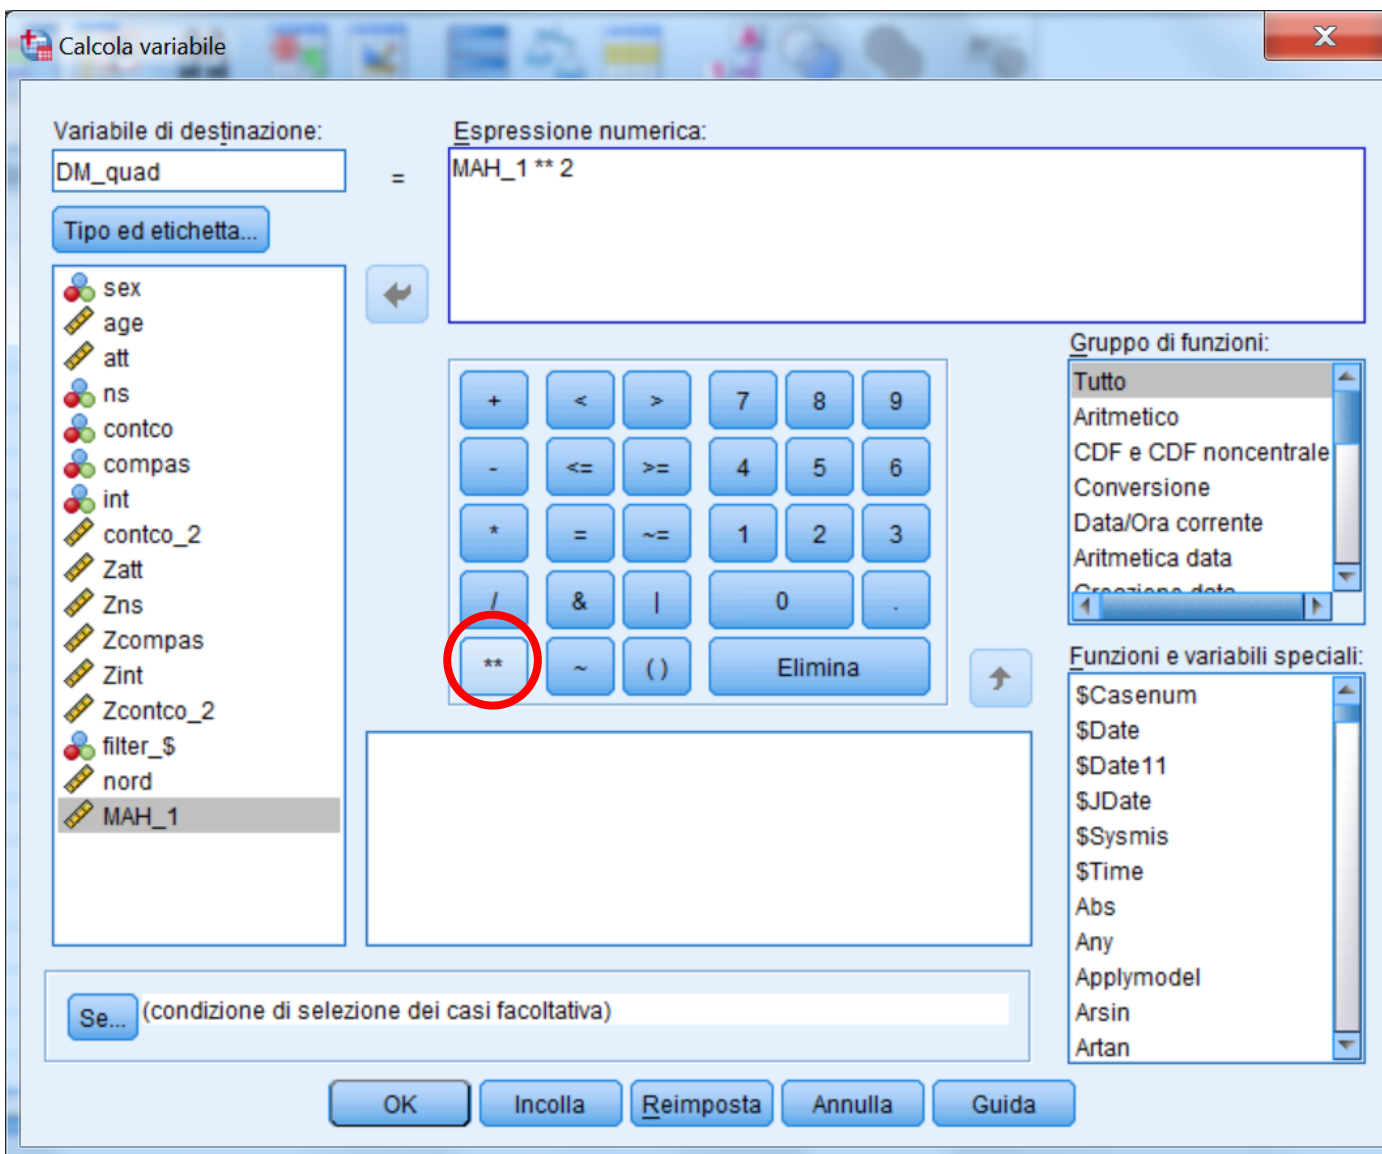 Calcola variabile
X
Variabile di destinazione:
Espressione numerica:
DM_quad
=
MAH_1 ** 2
Tipo ed etichetta...
sex
age
att
ns
contco
compas
int
contco_2
Zatt
Zns
Zcompas
Zint
Zcontco_2
filter_$
nord
MAH_1
+ < > 7 8 9
- <= >= 4 5 6
* = ~= 1 2 3
/ & | 0 .
** ~ ( ) Elimina
Gruppo di funzioni:
Tutto
Aritmetico
CDF e CDF noncentrale
Conversione
Data/Ora corrente
Aritmetica data
Creazione data
Funzioni e variabili speciali:
$Casenum
$Date
$Date11
$JDate
$Sysmis
$Time
Abs
Any
Applymodel
Arsin
Artan
Se... (condizione di selezione dei casi facoltativa)
OK Incolla Reimposta Annulla Guida